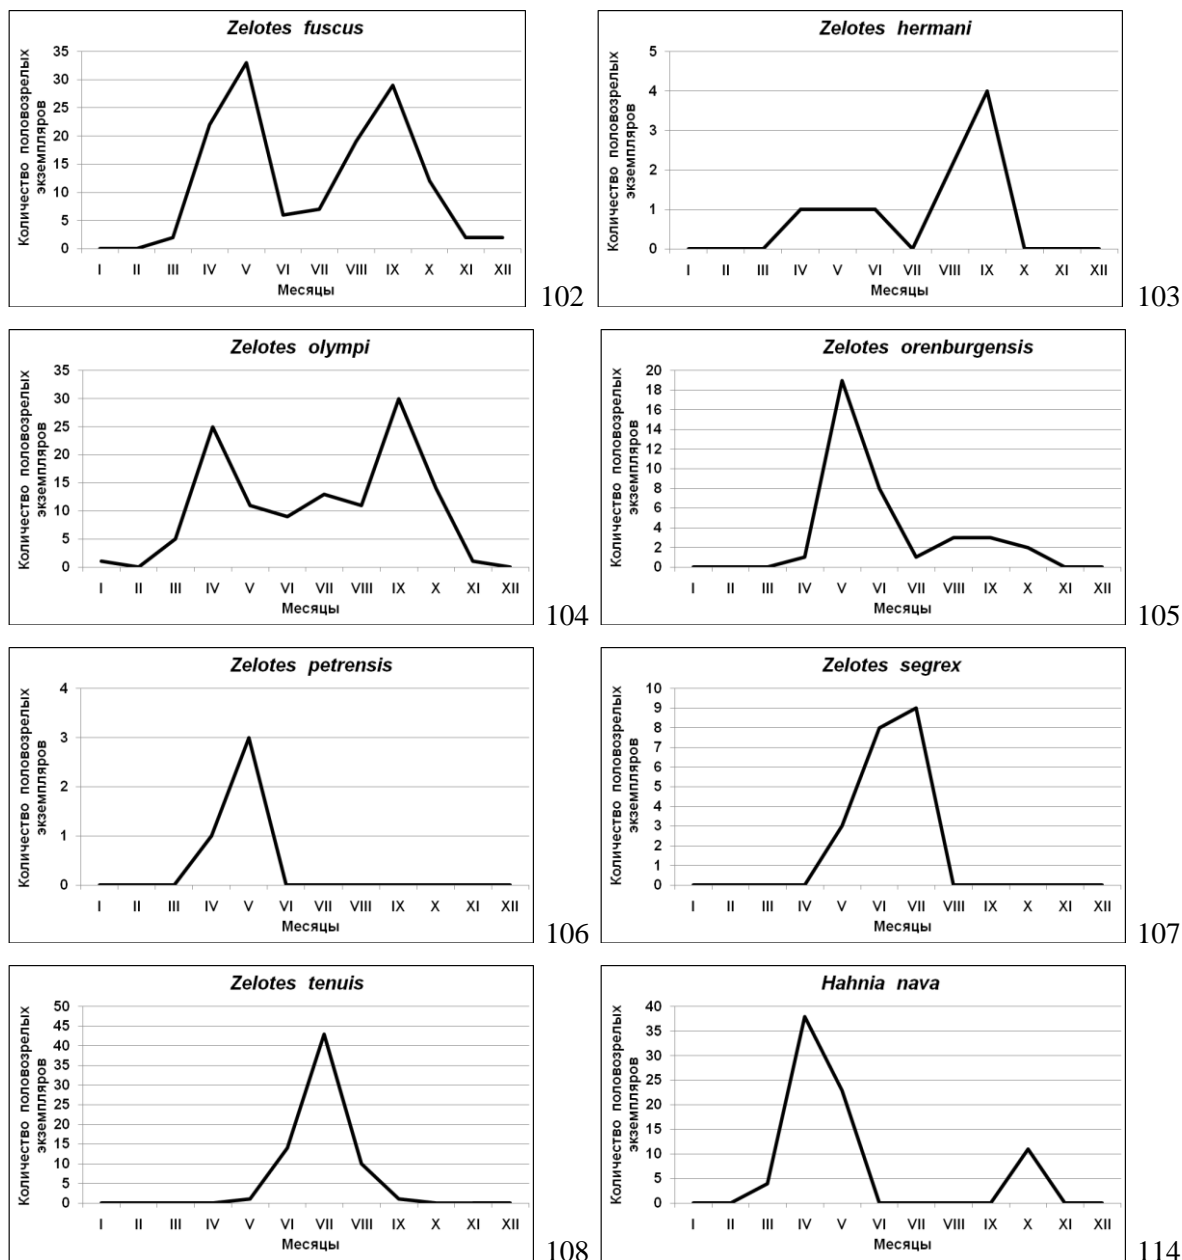 Zelotes fuscus
Количество половозрелых
экземпляров
35
30
25
20
15
10
5
0
I II III IV V VI VII VIII IX X XI XII
Месяцы
102
Zelotes hermani
Количество половозрелых
экземпляров
5
4
3
2
1
0
I II III IV V VI VII VIII IX X XI XII
Месяцы
103
Zelotes olympi
Количество половозрелых
экземпляров
35
30
25
20
15
10
5
0
I II III IV V VI VII VIII IX X XI XII
Месяцы
104
Zelotes orenburgensis
Количество половозрелых
экземпляров
20
18
16
14
12
10
8
6
4
2
0
I II III IV V VI VII VIII IX X XI XII
Месяцы
105
Zelotes petrensis
Количество половозрелых
экземпляров
4
3
2
1
0
I II III IV V VI VII VIII IX X XI XII
Месяцы
106
Zelotes segrex
Количество половозрелых
экземпляров
10
9
8
7
6
5
4
3
2
1
0
I II III IV V VI VII VIII IX X XI XII
Месяцы
107
Zelotes tenuis
Количество половозрелых
экземпляров
50
45
40
35
30
25
20
15
10
5
0
I II III IV V VI VII VIII IX X XI XII
Месяцы
108
Hahnia nava
Количество половозрелых
экземпляров
40
35
30
25
20
15
10
5
0
I II III IV V VI VII VIII IX X XI XII
Месяцы
114